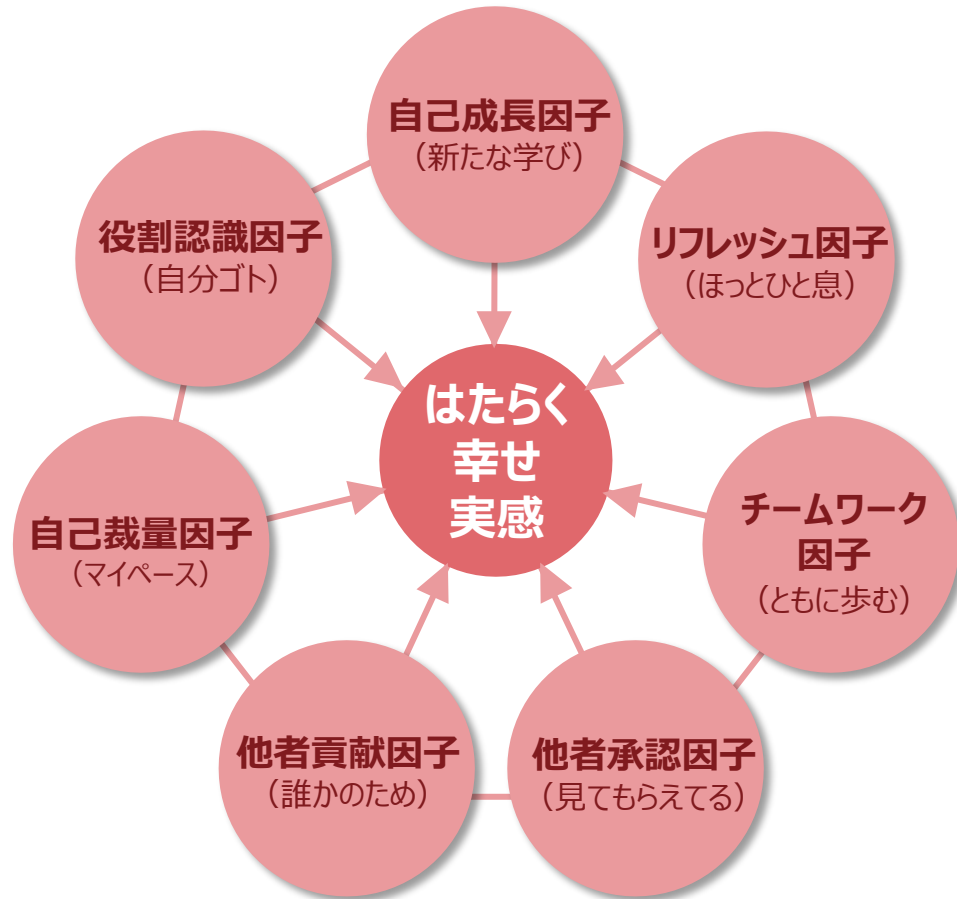 自己成長因子
（新たな学び）
リフレッシュ因子
（ほっとひと息）
チームワーク
因子
（ともに歩む）
他者承認因子
（見てもらえてる）
他者貢献因子
（誰かのため）
自己裁量因子
（マイペース）
役割認識因子
（自分ゴト）
はたらく
幸せ
実感